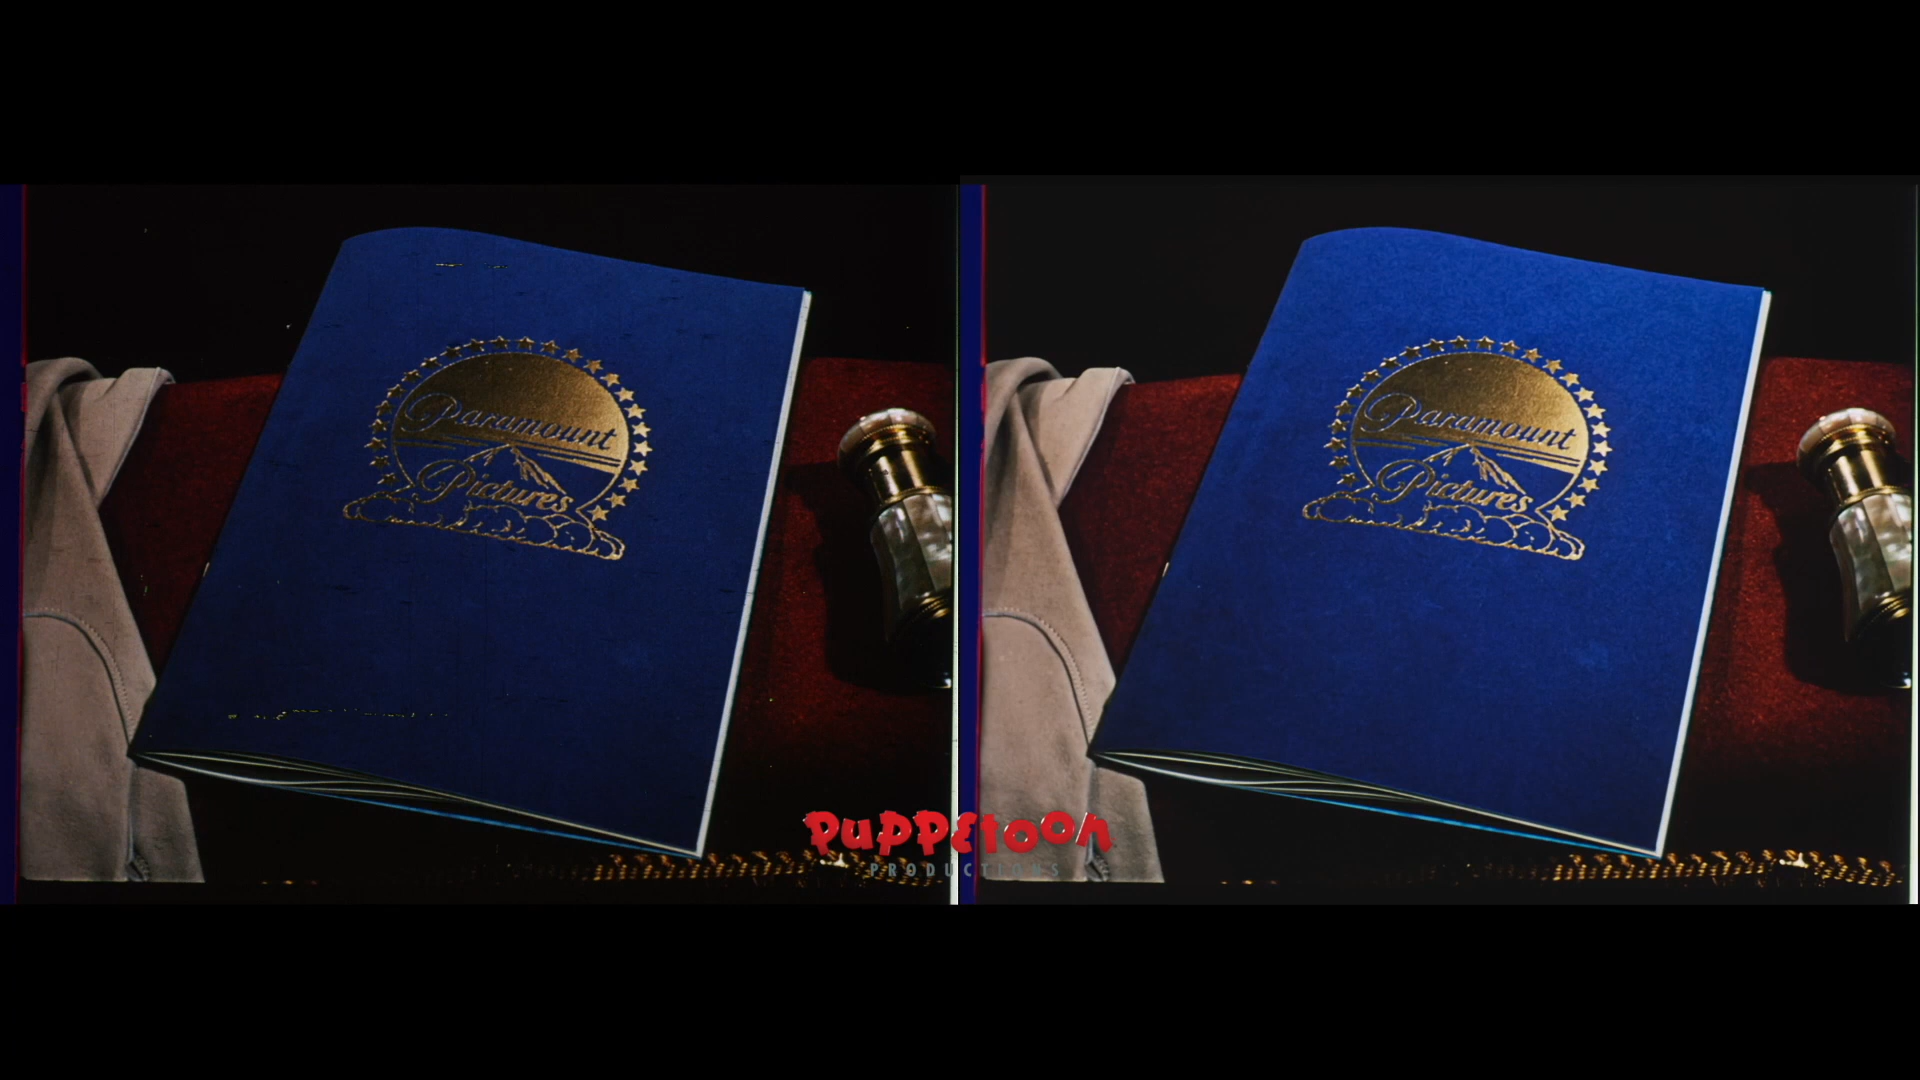 Paramount
Pictures
Paramount
Pictures
Puppetoon
PRODUCTIONS